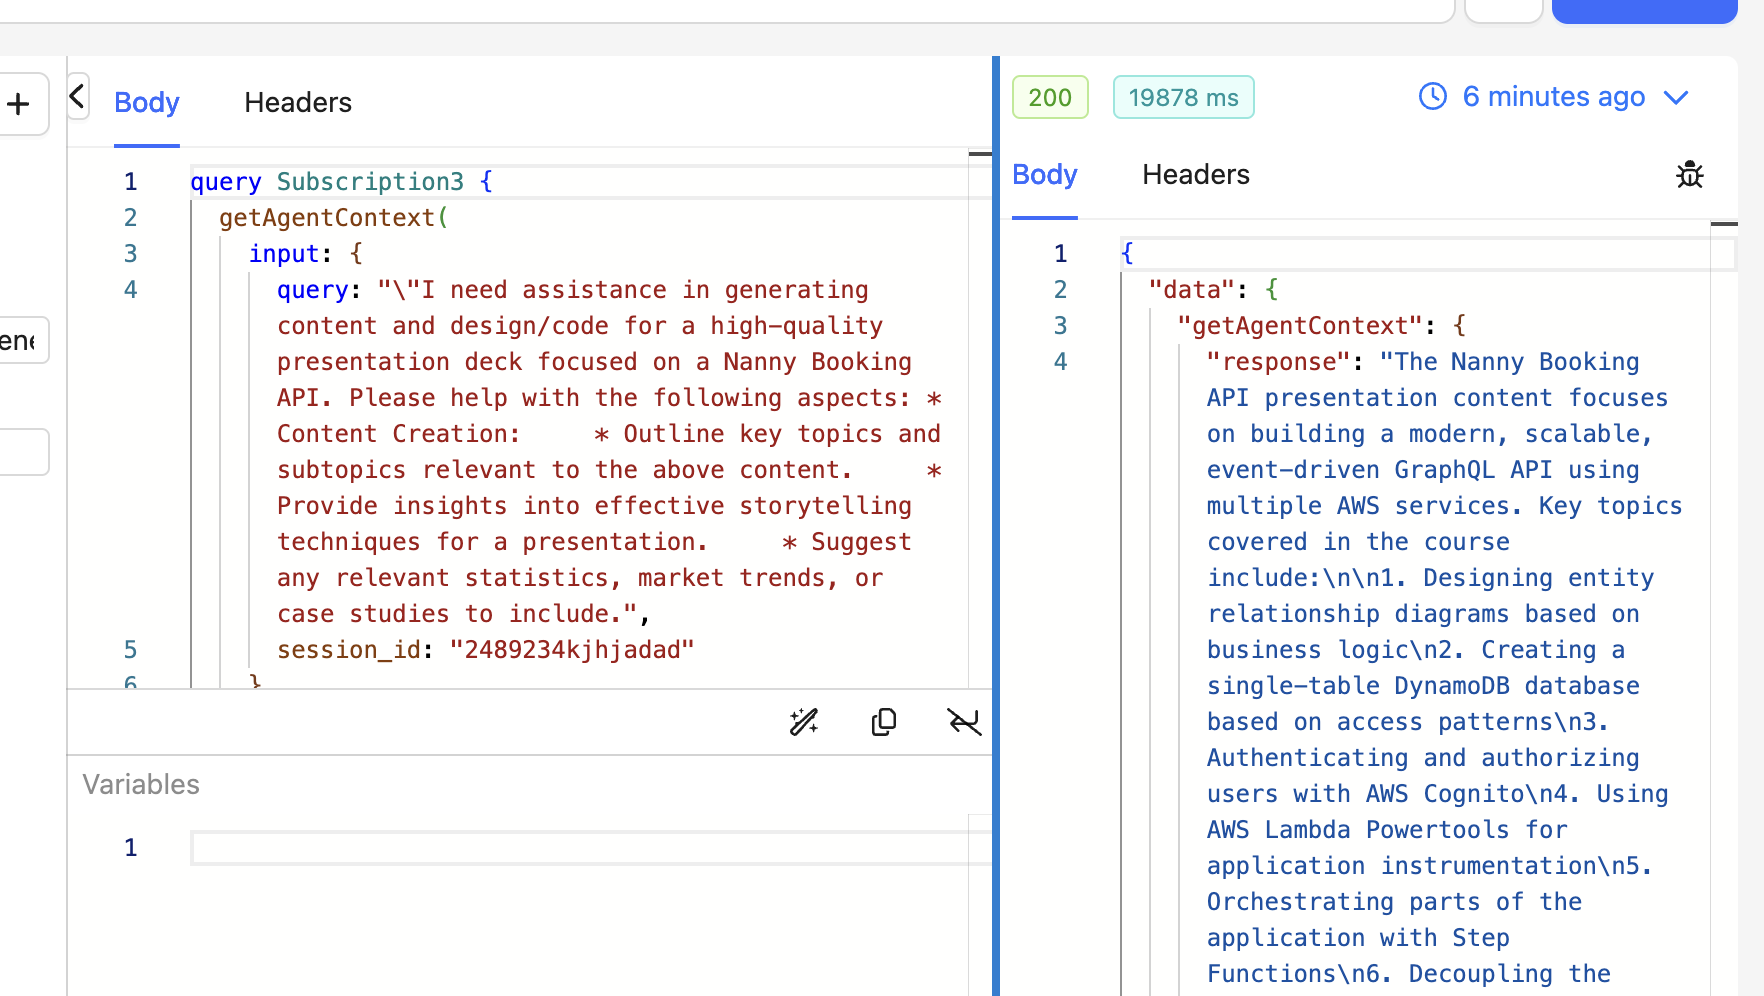 Body Headers
1 query Subscription3 {
2 getAgentContext(
3 input: {
4 query: "\"I need assistance in generating
content and design/code for a high-quality
presentation deck focused on a Nanny Booking
API. Please help with the following aspects: *
Content Creation: * Outline key topics and
subtopics relevant to the above content. *
Provide insights into effective storytelling
techniques for a presentation. * Suggest
any relevant statistics, market trends, or
case studies to include.",
5 session_id: "2489234kjhjadad"
6 }
Variables
1
200 19878 ms 6 minutes ago
Body Headers
1 {
2 "data": {
3 "getAgentContext": {
4 "response": "The Nanny Booking
API presentation content focuses
on building a modern, scalable,
event-driven GraphQL API using
multiple AWS services. Key topics
covered in the course
include:\n\n1. Designing entity
relationship diagrams based on
business logic\n2. Creating a
single-table DynamoDB database
based on access patterns\n3.
Authenticating and authorizing
users with AWS Cognito\n4. Using
AWS Lambda Powertools for
application instrumentation\n5.
Orchestrating parts of the
application with Step
Functions\n6. Decoupling the